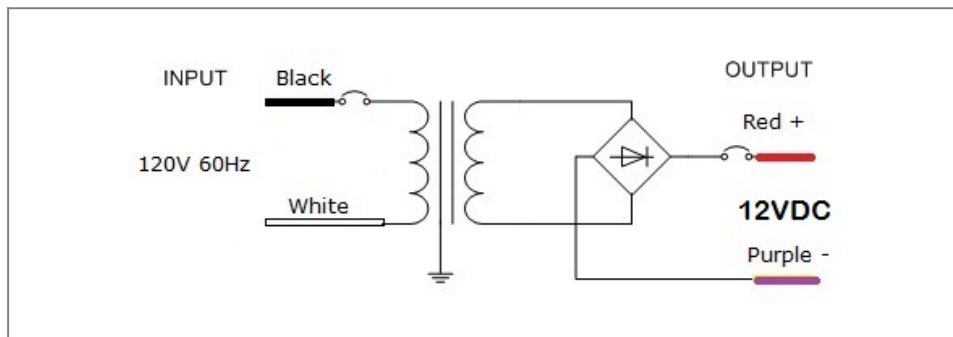 INPUT
Black
120V 60Hz
White
OUTPUT
Red +
12VDC
Purple -